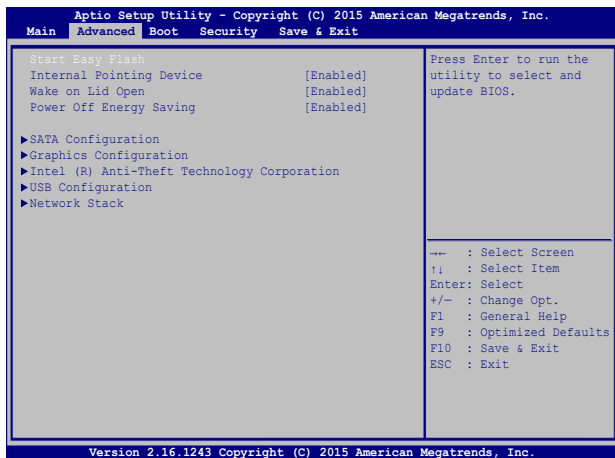 Aptio Setup Utility - Copyright (C) 2015 American Megatrends, Inc.
Main Advanced Boot Security Save & Exit
Start Easy Flash
Internal Pointing Device [Enabled]
Wake on Lid Open [Enabled]
Power Off Energy Saving [Enabled]
▶SATA Configuration
▶Graphics Configuration
▶Intel (R) Anti-Theft Technology Corporation
▶USB Configuration
▶Network Stack
Press Enter to run the
utility to select and
update BIOS.
→← : Select Screen
↑↓ : Select Item
Enter: Select
+/— : Change Opt.
F1 : General Help
F9 : Optimized Defaults
F10 : Save & Exit
ESC : Exit
Version 2.16.1243 Copyright (C) 2015 American Megatrends, Inc.